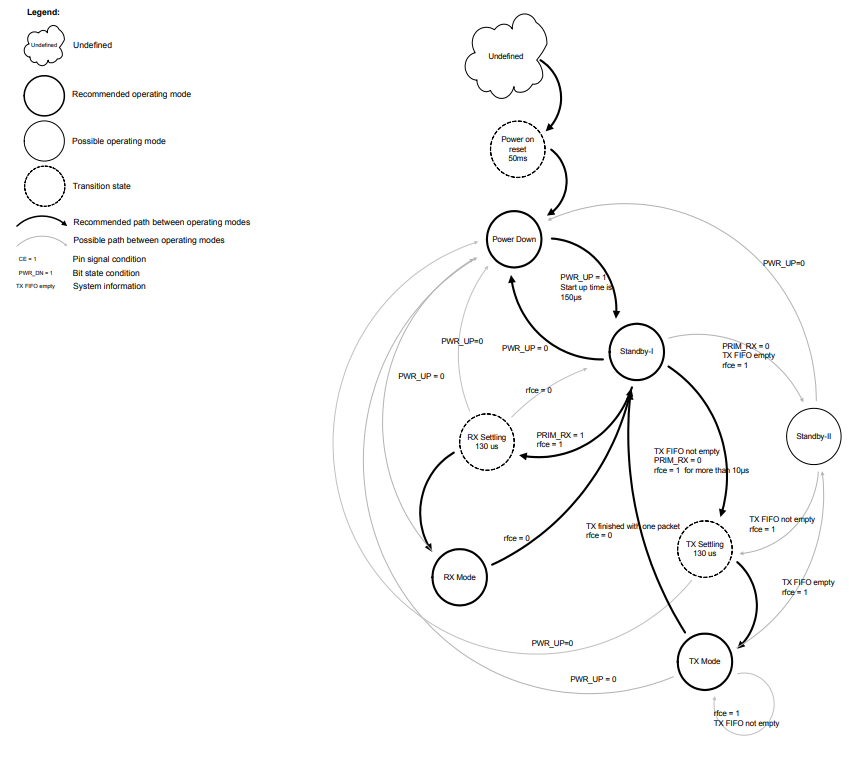 Legend:
Undefined
Undefined
Recommended operating mode
Possible operating mode
Transition state
Recommended path between operating modes
Possible path between operating modes
CE = 1
Pin signal condition
PWR_DN = 1
Bit state condition
TX FIFO empty
System information
Undefined
Power on
reset
50ms
Power Down
PWR_UP=0
PWR_UP = 1
Start up time is
150µs
PWR_UP=0
PWR_UP = 0
Standby-I
PRIM_RX = 0
TX FIFO empty
rfce = 1
PWR_UP = 0
rfce = 0
RX Settling
130 us
PRIM_RX = 1
rfce = 1
Standby-II
TX FIFO not empty
PRIM_RX = 0
rfce = 1 for more than 10µs
TX finished with one packet
rfce = 0
TX FIFO not empty
rfce = 1
rfce = 0
TX Settling
130 us
RX Mode
TX FIFO empty
rfce = 1
PWR_UP=0
TX Mode
PWR_UP = 0
rfce = 1
TX FIFO not empty